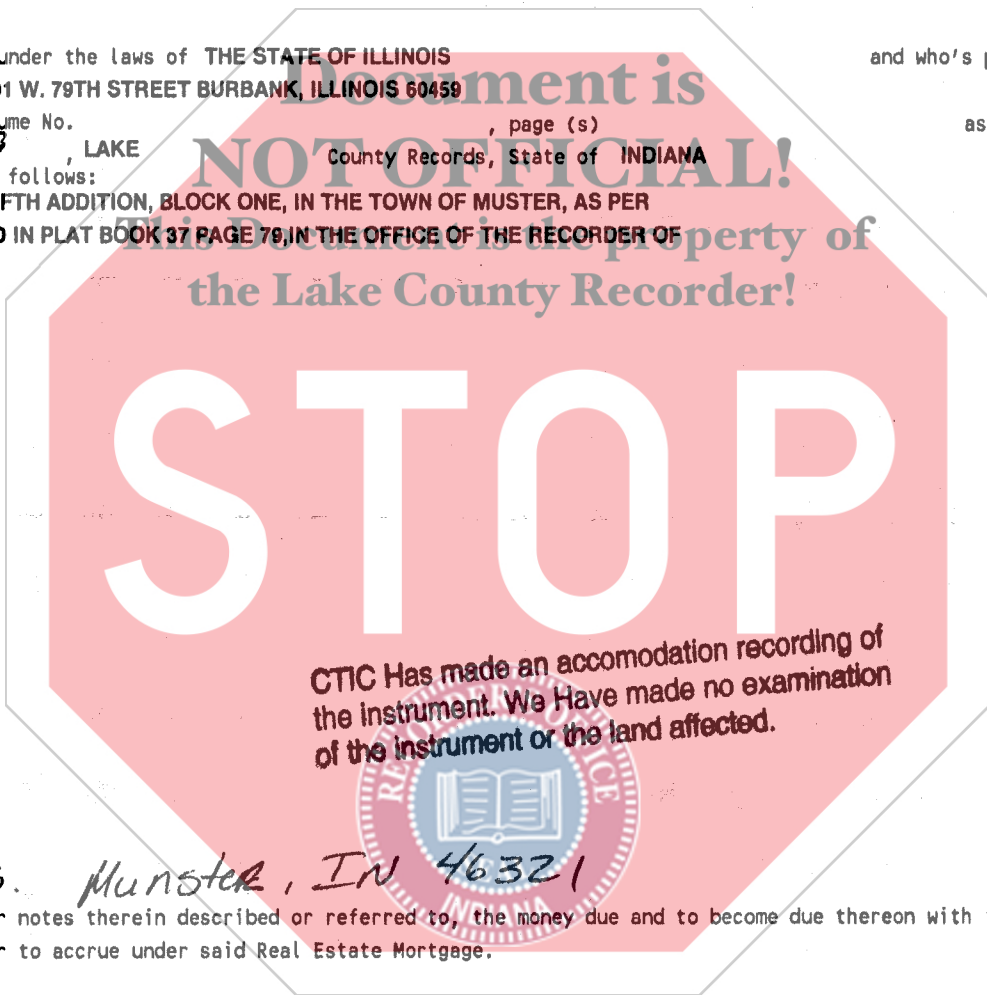 under the laws of THE STATE OF ILLINOIS and who's p
01 W. 79TH STREET BURBANK, ILLINOIS 60459
ume No. , page (s) as
, LAKE County Records, State of INDIANA
follows:
FTH ADDITION, BLOCK ONE, IN THE TOWN OF MUSTER, AS PER
IN PLAT BOOK 37 PAGE 79,IN THE OFFICE OF THE RECORDER OF
Document is
NOT OFFICIAL!
This Document is the property of
the Lake County Recorder!
STOP
CTIC Has made an accomodation recording of
the instrument. We Have made no examination
of the instrument or the land affected.
RECORDER'S OFFICE
SEAL
INDIANA
Munster, IN 46321
r notes therein described or referred to, the money due and to become due thereon with
r to accrue under said Real Estate Mortgage.